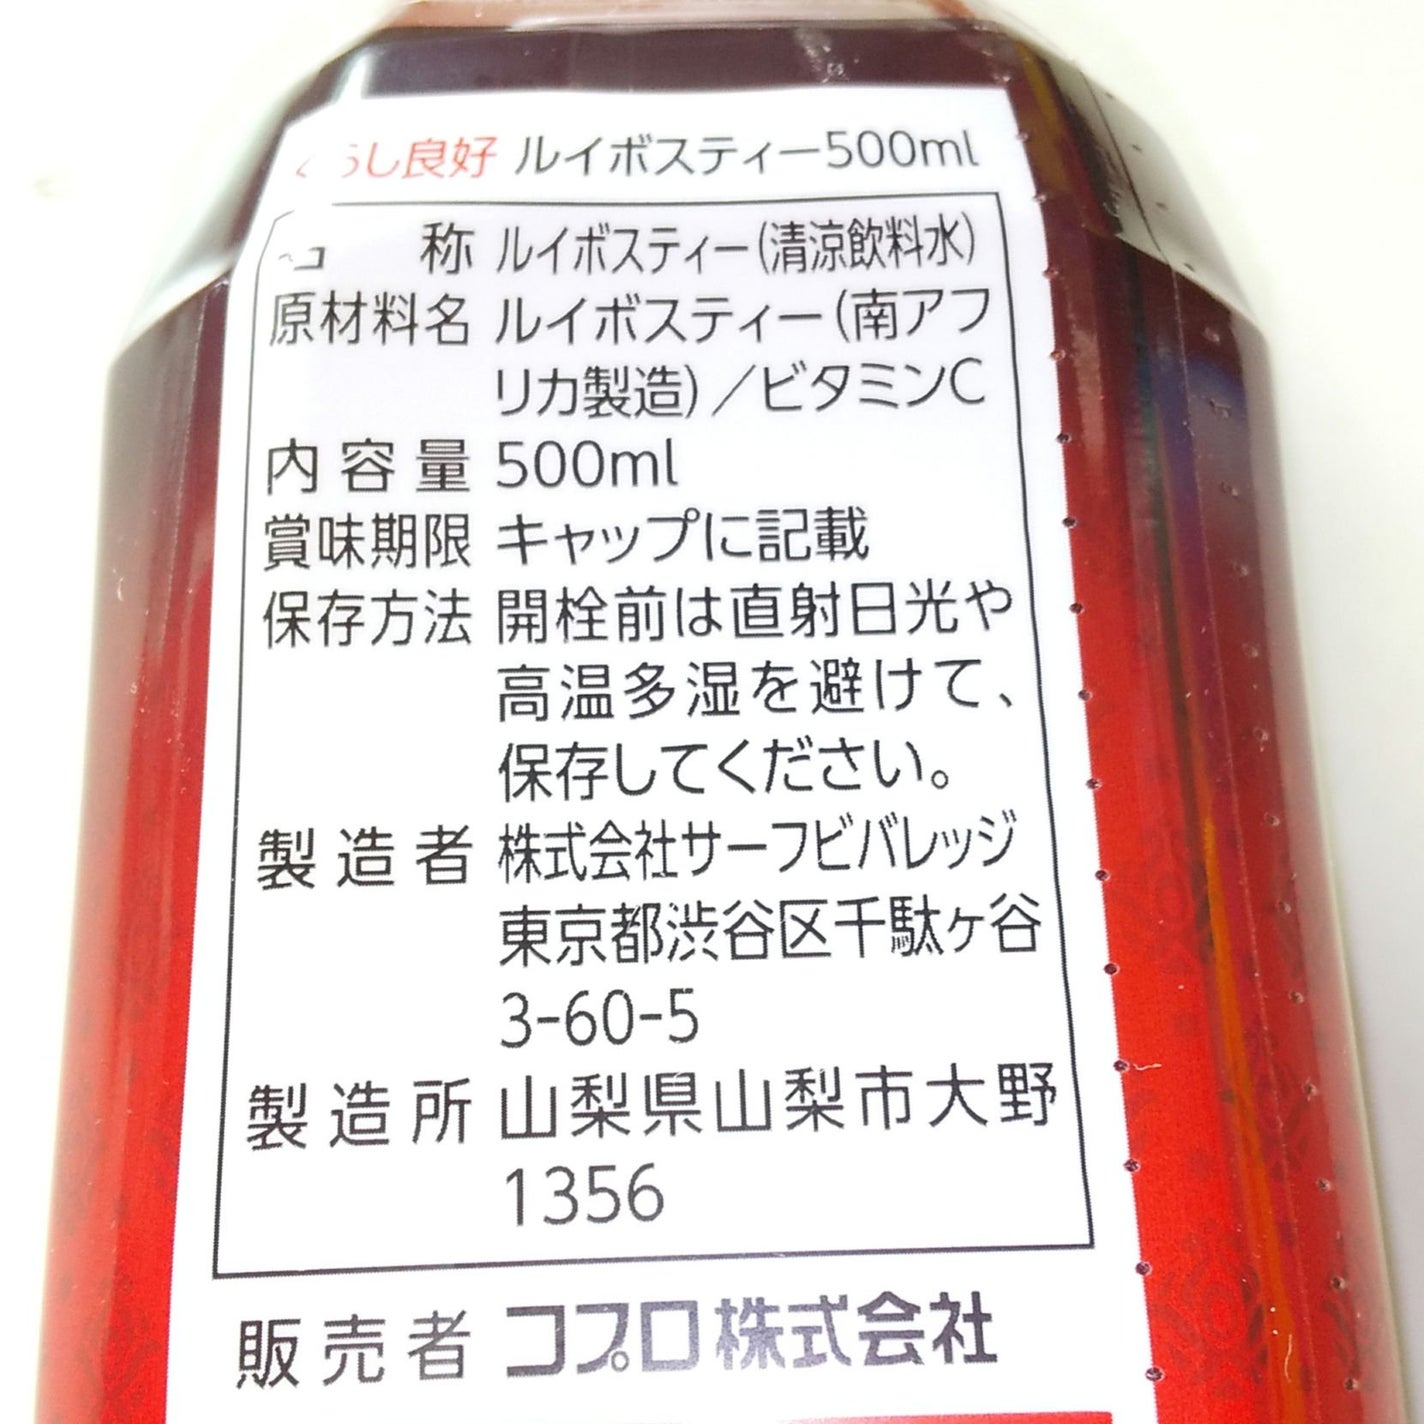 くらし良好 ルイボスティー500ml
名 称 ルイボスティー(清涼飲料水)
原材料名 ルイボスティー(南アフ
リカ製造)／ビタミンC
内容量 500ml
賞味期限 キャップに記載
保存方法 開栓前は直射日光や
高温多湿を避けて、
保存してください。
製造者 株式会社サーフビバレッジ
東京都渋谷区千駄ヶ谷
3-60-5
製造所 山梨県山梨市大野
1356
販売者 コプロ株式会社